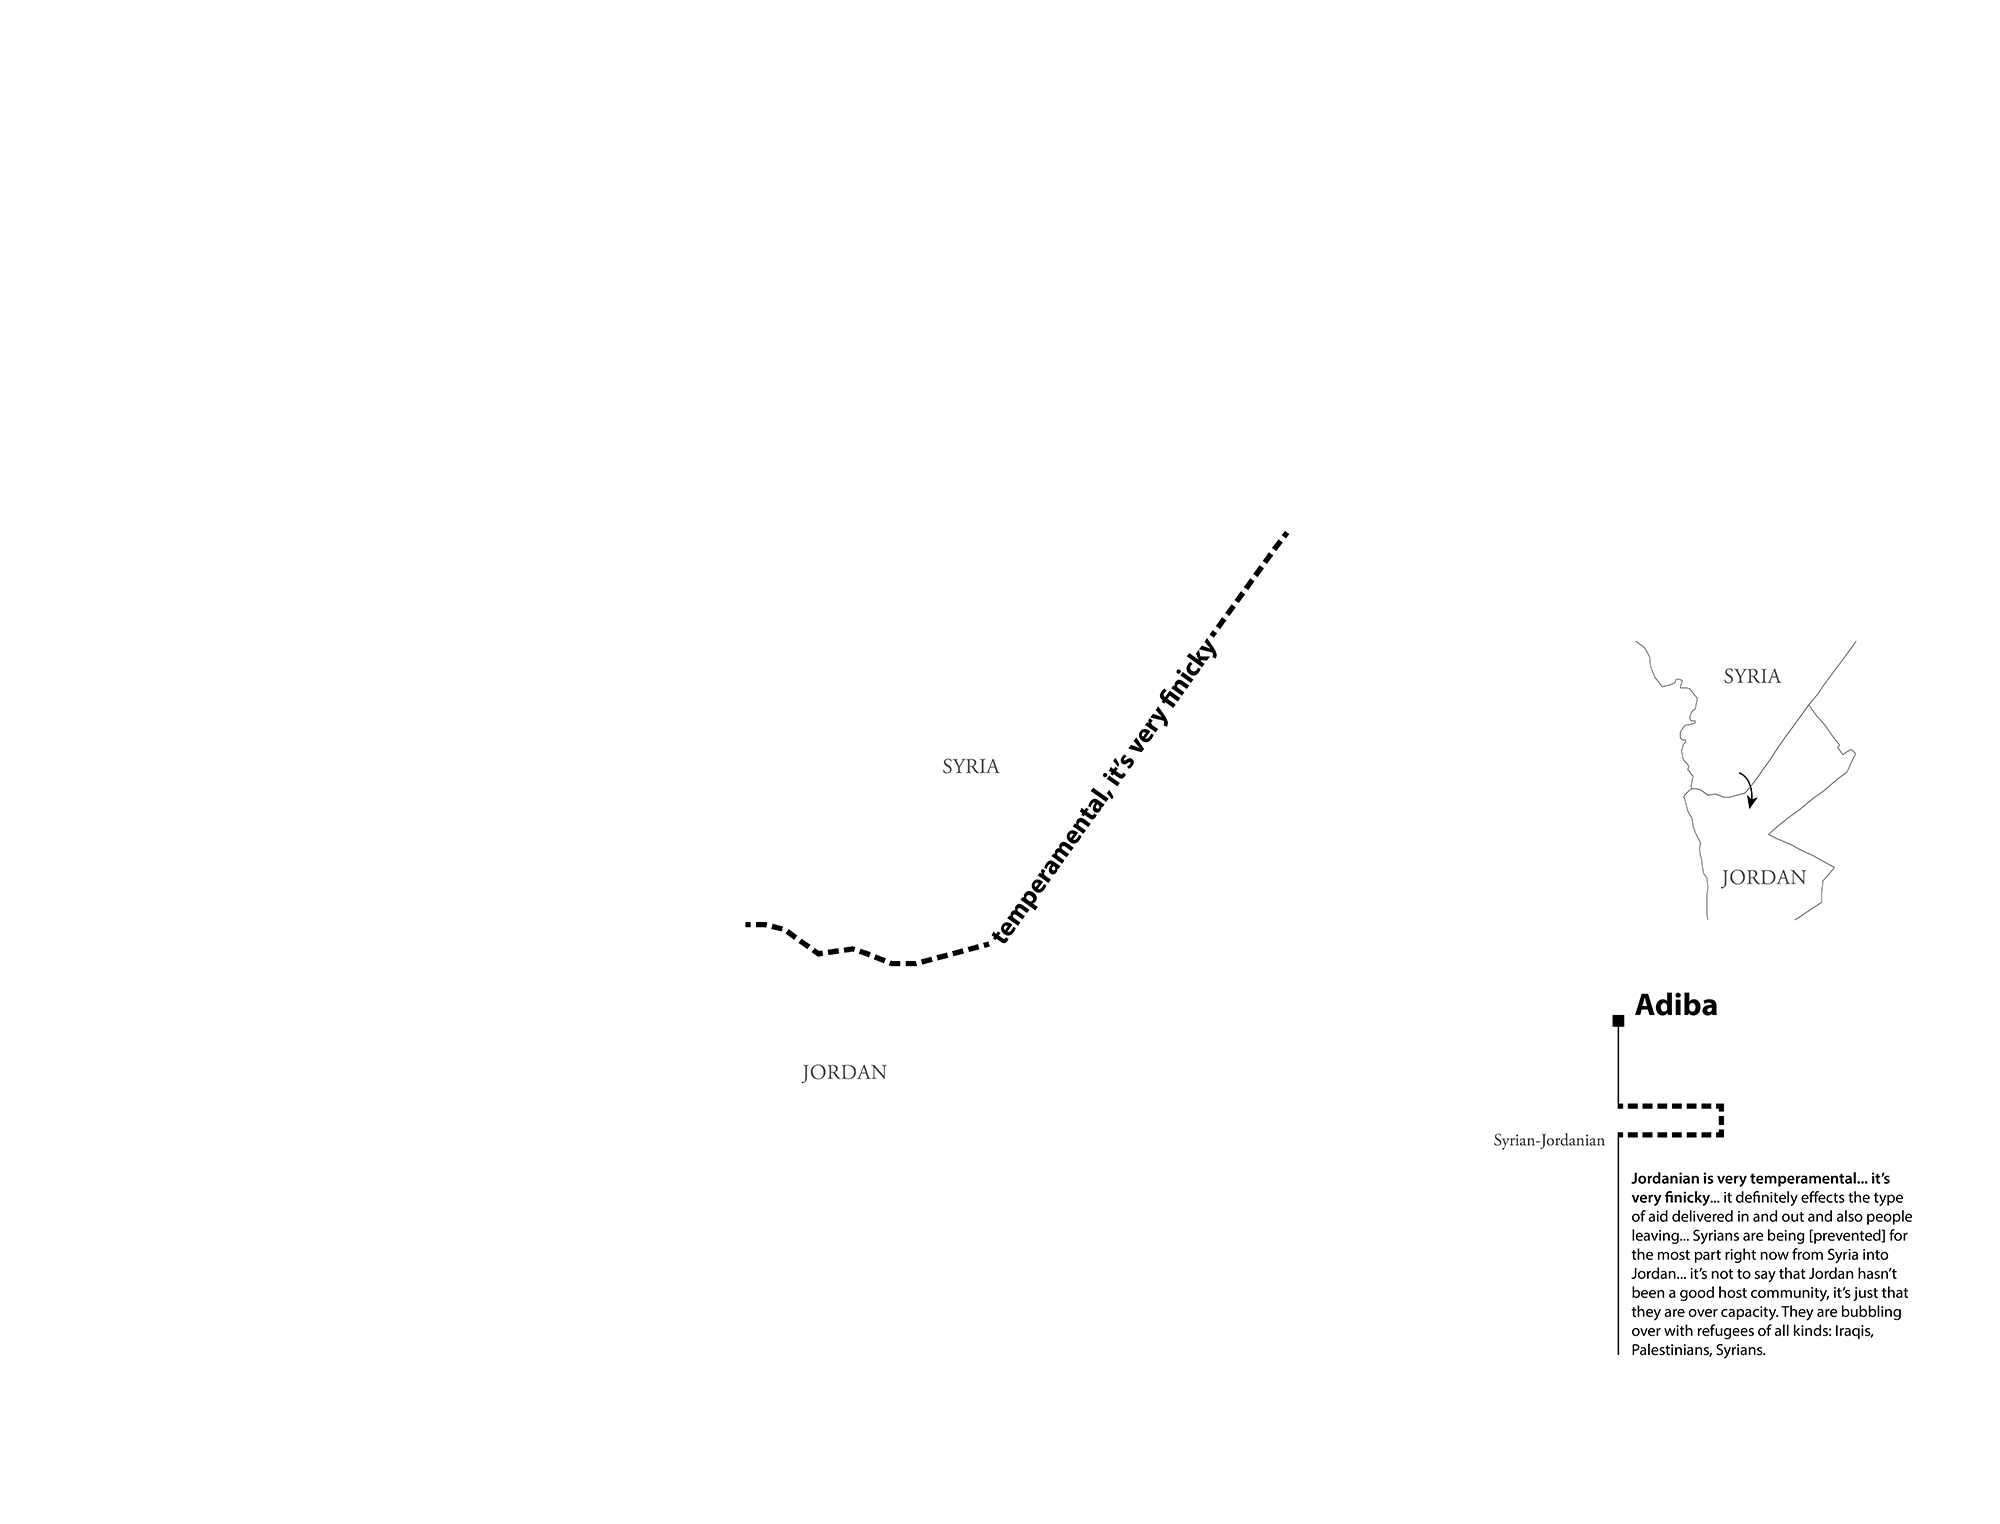 temperamental, it's very finicky
SYRIA
JORDAN
SYRIA
JORDAN
Adiba
Syrian-Jordanian
Jordanian is very temperamental... it's
very finicky... it definitely effects the type
of aid delivered in and out and also people
leaving... Syrians are being [prevented] for
the most part right now from Syria into
Jordan... it's not to say that Jordan hasn't
been a good host community, it's just that
they are over capacity. They are bubbling
over with refugees of all kinds: Iraqis,
Palestinians, Syrians.